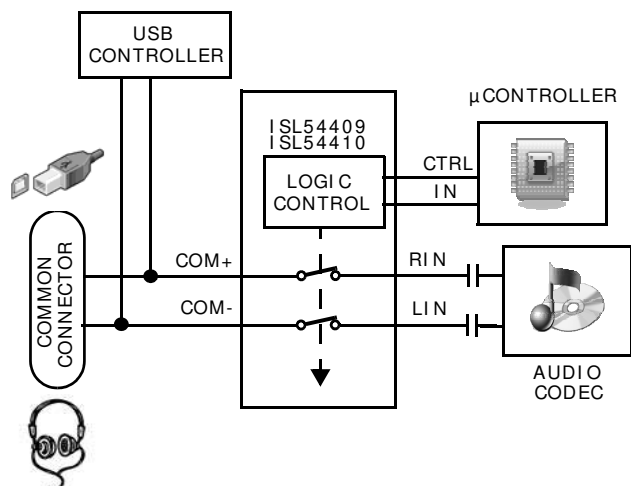 USB
CONTROLLER
µCONTROLLER
ISL54409
ISL54410
LOGIC
CONTROL
CTRL
IN
COM+
RIN
COM-
LIN
COMMON
CONNECTOR
AUDIO
CODEC